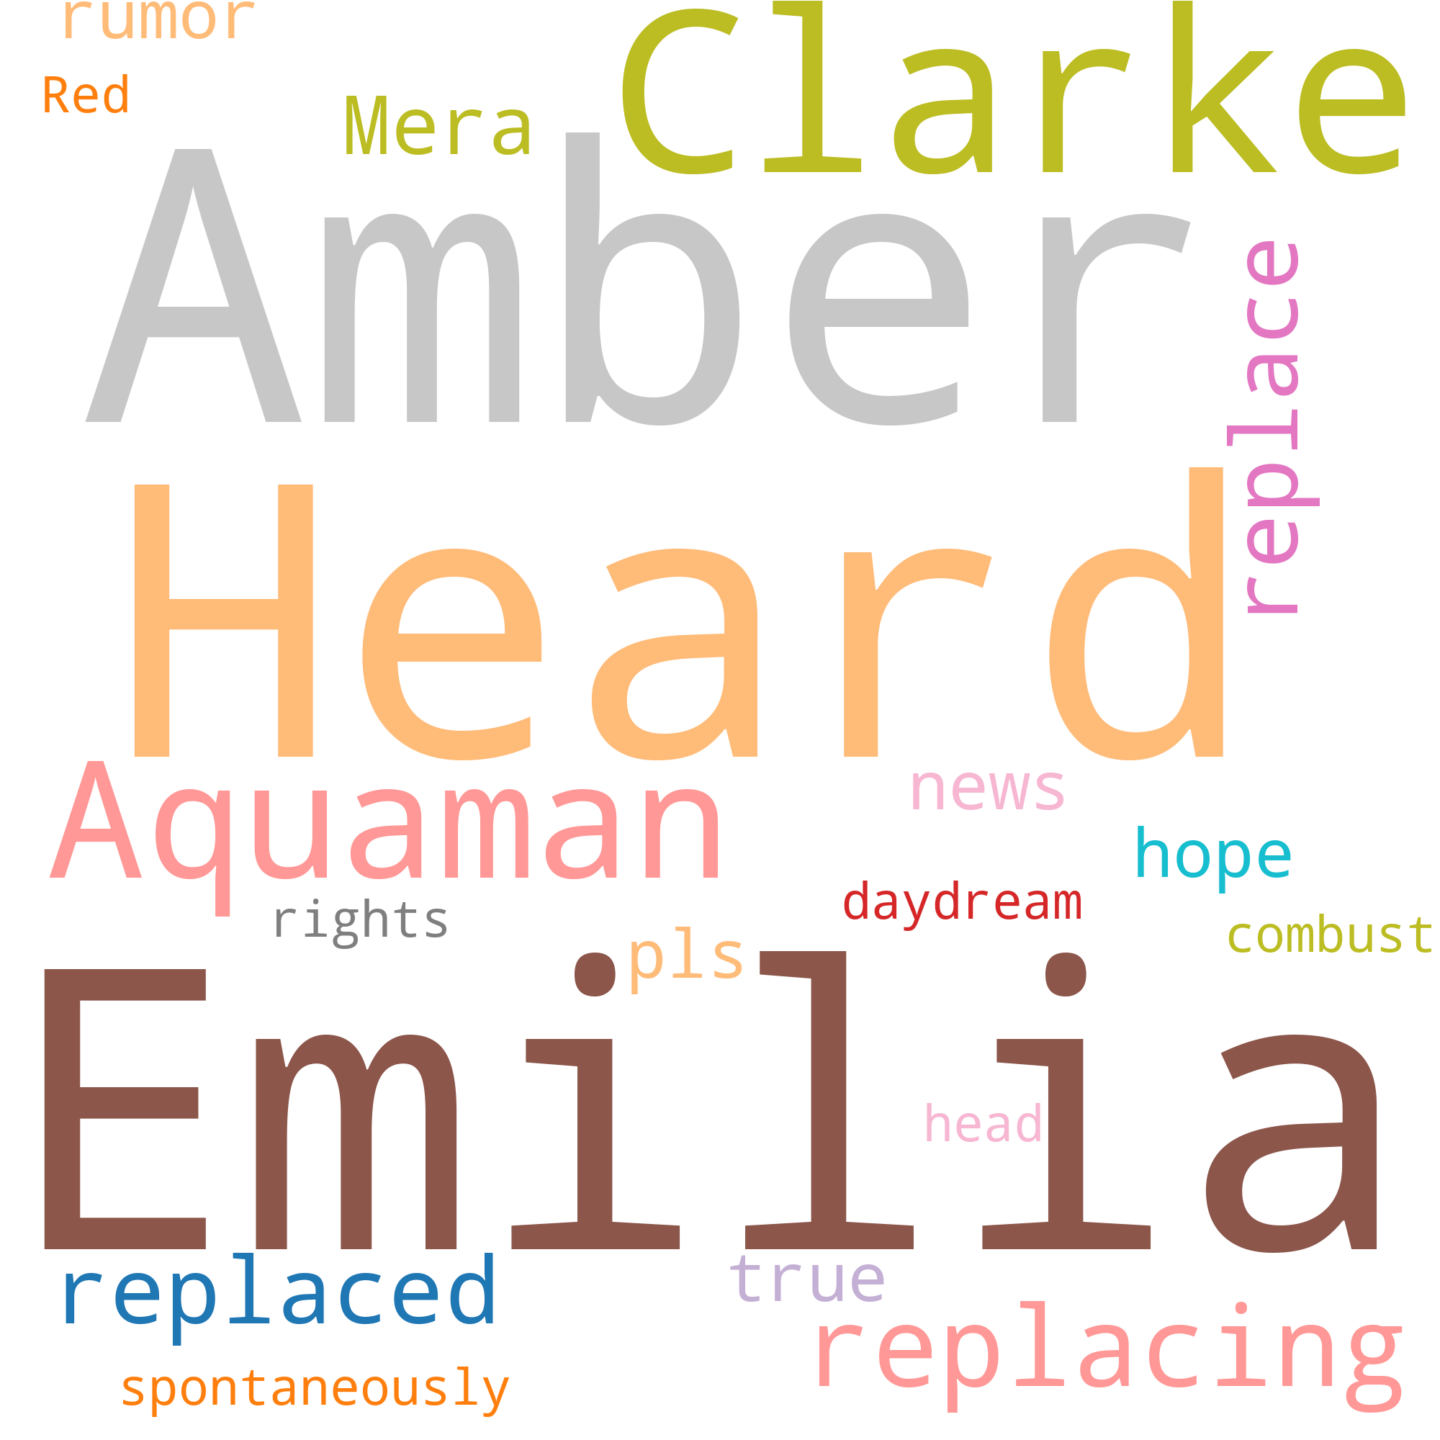 rumor
Clarke
Red
Mera
Amber
replace
Heard
Aquaman
news
hope
daydream
rights
combust
pls
Emilia
head
replaced
true
replacing
spontaneously